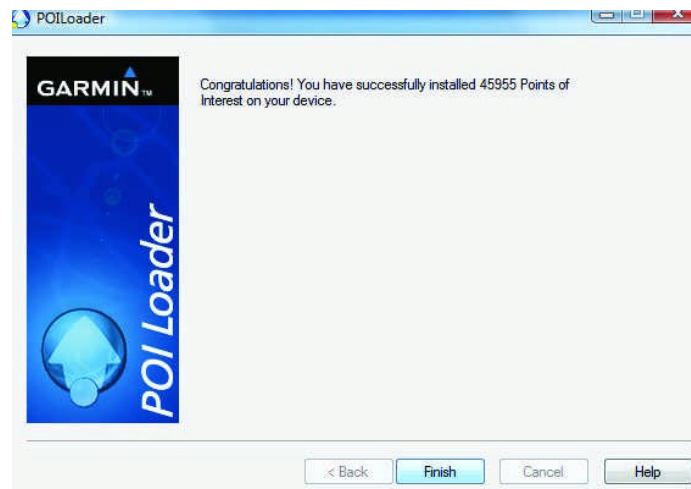 POILoader
GARMIN™
Congratulations! You have successfully installed 45955 Points of
Interest on your device.
POI Loader
< Back
Finish
Cancel
Help